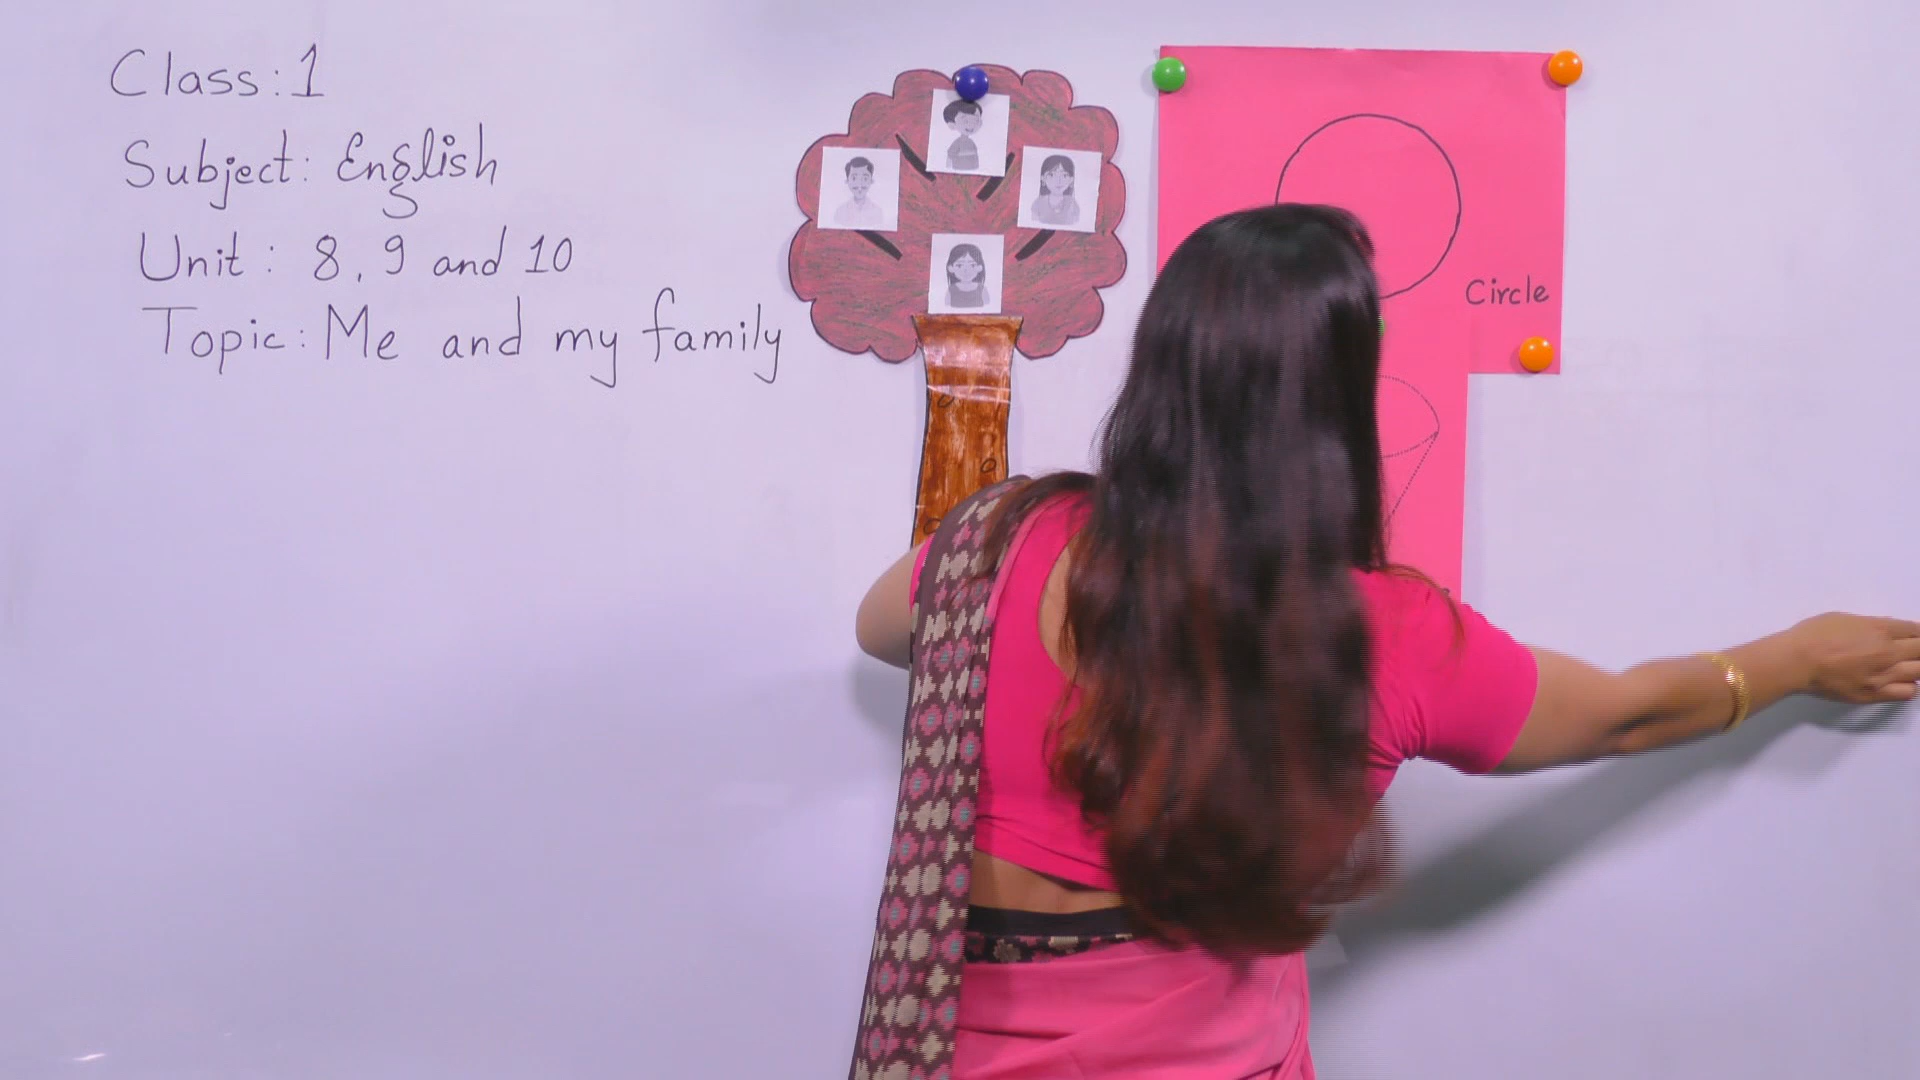 Class: 1
Subject: English
Unit: 8, 9 and 10
Topic: Me and my family
Circle